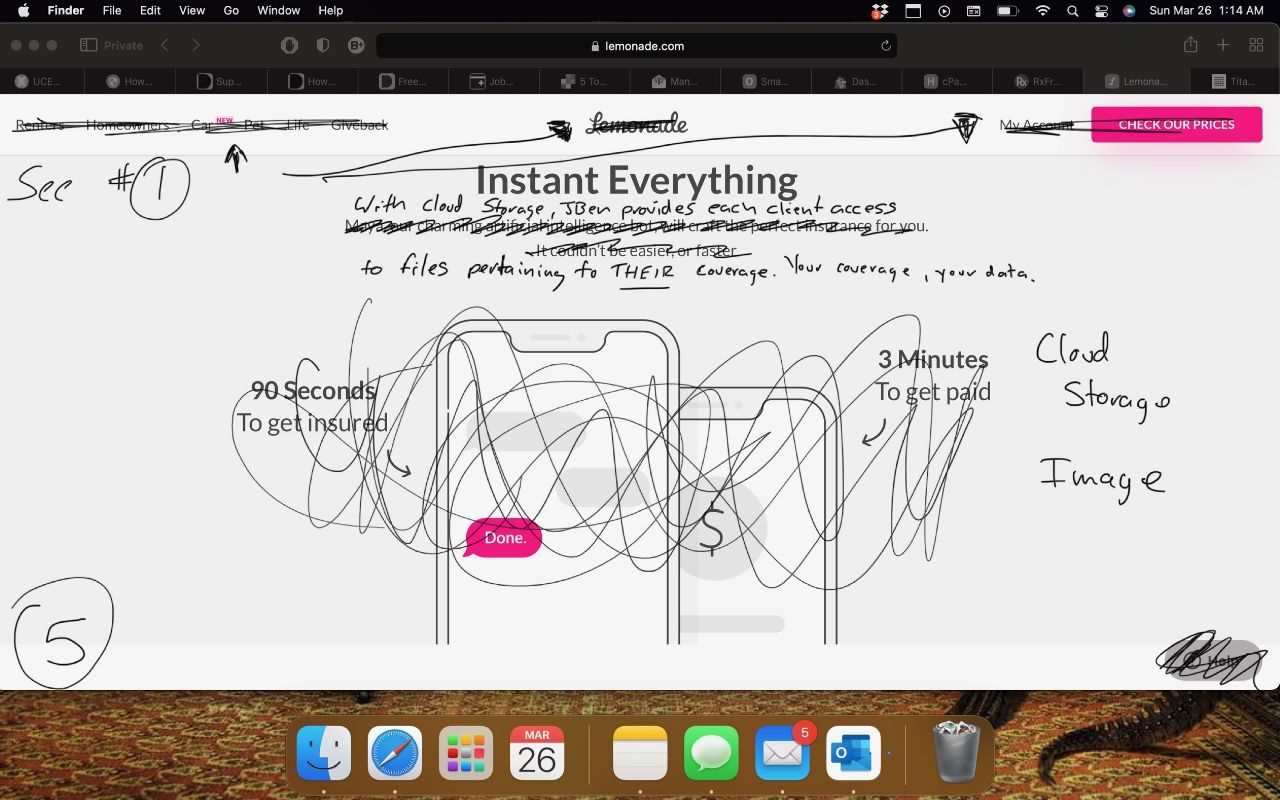 Finder File Edit View Go Window Help
3
Sun Mar 26 1:14 AM
Private
lemonade.com
UCE... How... Sup... How... Free... Job... 5 To... Man... Sma... Das... cPa... RxFr... Lemona... Tita...
Renters Homeowners Car NEW Pet Life Giveback
Lemonade
My Account
CHECK OUR PRICES
See #1
Instant Everything
With Cloud Storage, JBen provides each client access
Maya, our charming artificial intelligence bot, will craft the perfect insurance for you.
It couldn't be easier, or faster
to files pertaining to THEIR coverage. Your coverage, your data.
90 Seconds
To get insured
3 Minutes
To get paid
Cloud
Storage
Image
Done.
$
5
Help
MAR
26
5